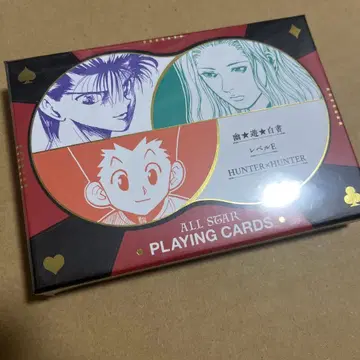 幽★遊★白書
レベルE
HUNTER×HUNTER
ALL STAR
PLAYING CARDS